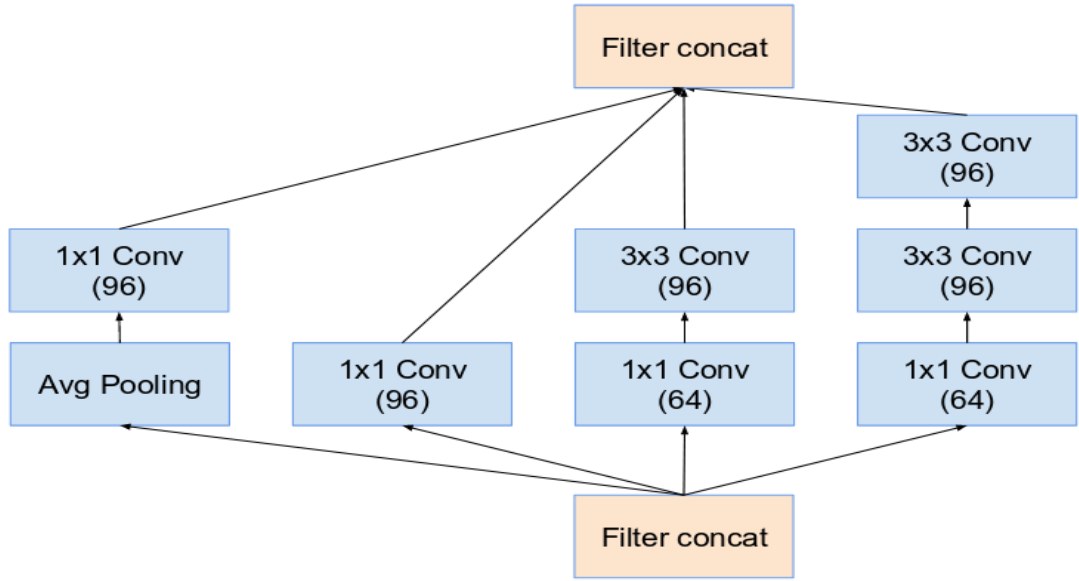 Filter concat
3x3 Conv
(96)
1x1 Conv
(96)
3x3 Conv
(96)
3x3 Conv
(96)
Avg Pooling
1x1 Conv
(96)
1x1 Conv
(64)
1x1 Conv
(64)
Filter concat